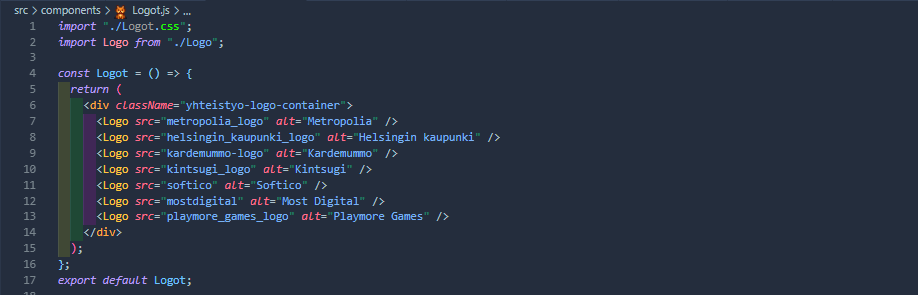 src > components > Logot.js > ...
1 import "./Logot.css";
2 import Logo from "./Logo";
3
4 const Logot = () => {
5 return (
6 <div className="yhteistyo-logo-container">
7 <Logo src="metropolia_logo" alt="Metropolia" />
8 <Logo src="helsingin_kaupunki_logo" alt="Helsingin kaupunki" />
9 <Logo src="kardemummo-logo" alt="Kardemummo" />
10 <Logo src="kintsugi_logo" alt="Kintsugi" />
11 <Logo src="softico" alt="Softico" />
12 <Logo src="mostdigital" alt="Most Digital" />
13 <Logo src="playmore_games_logo" alt="Playmore Games" />
14 </div>
15 );
16 };
17 export default Logot;
18